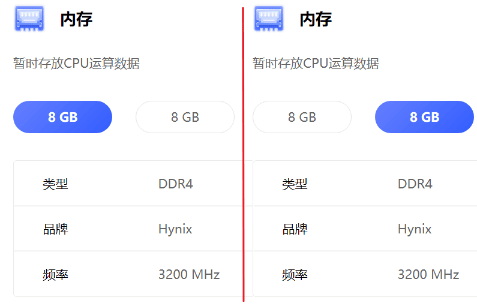 内存
暂时存放CPU运算数据
8 GB 8 GB
类型 DDR4
品牌 Hynix
频率 3200 MHz
内存
暂时存放CPU运算数据
8 GB 8 GB
类型 DDR4
品牌 Hynix
频率 3200 MHz